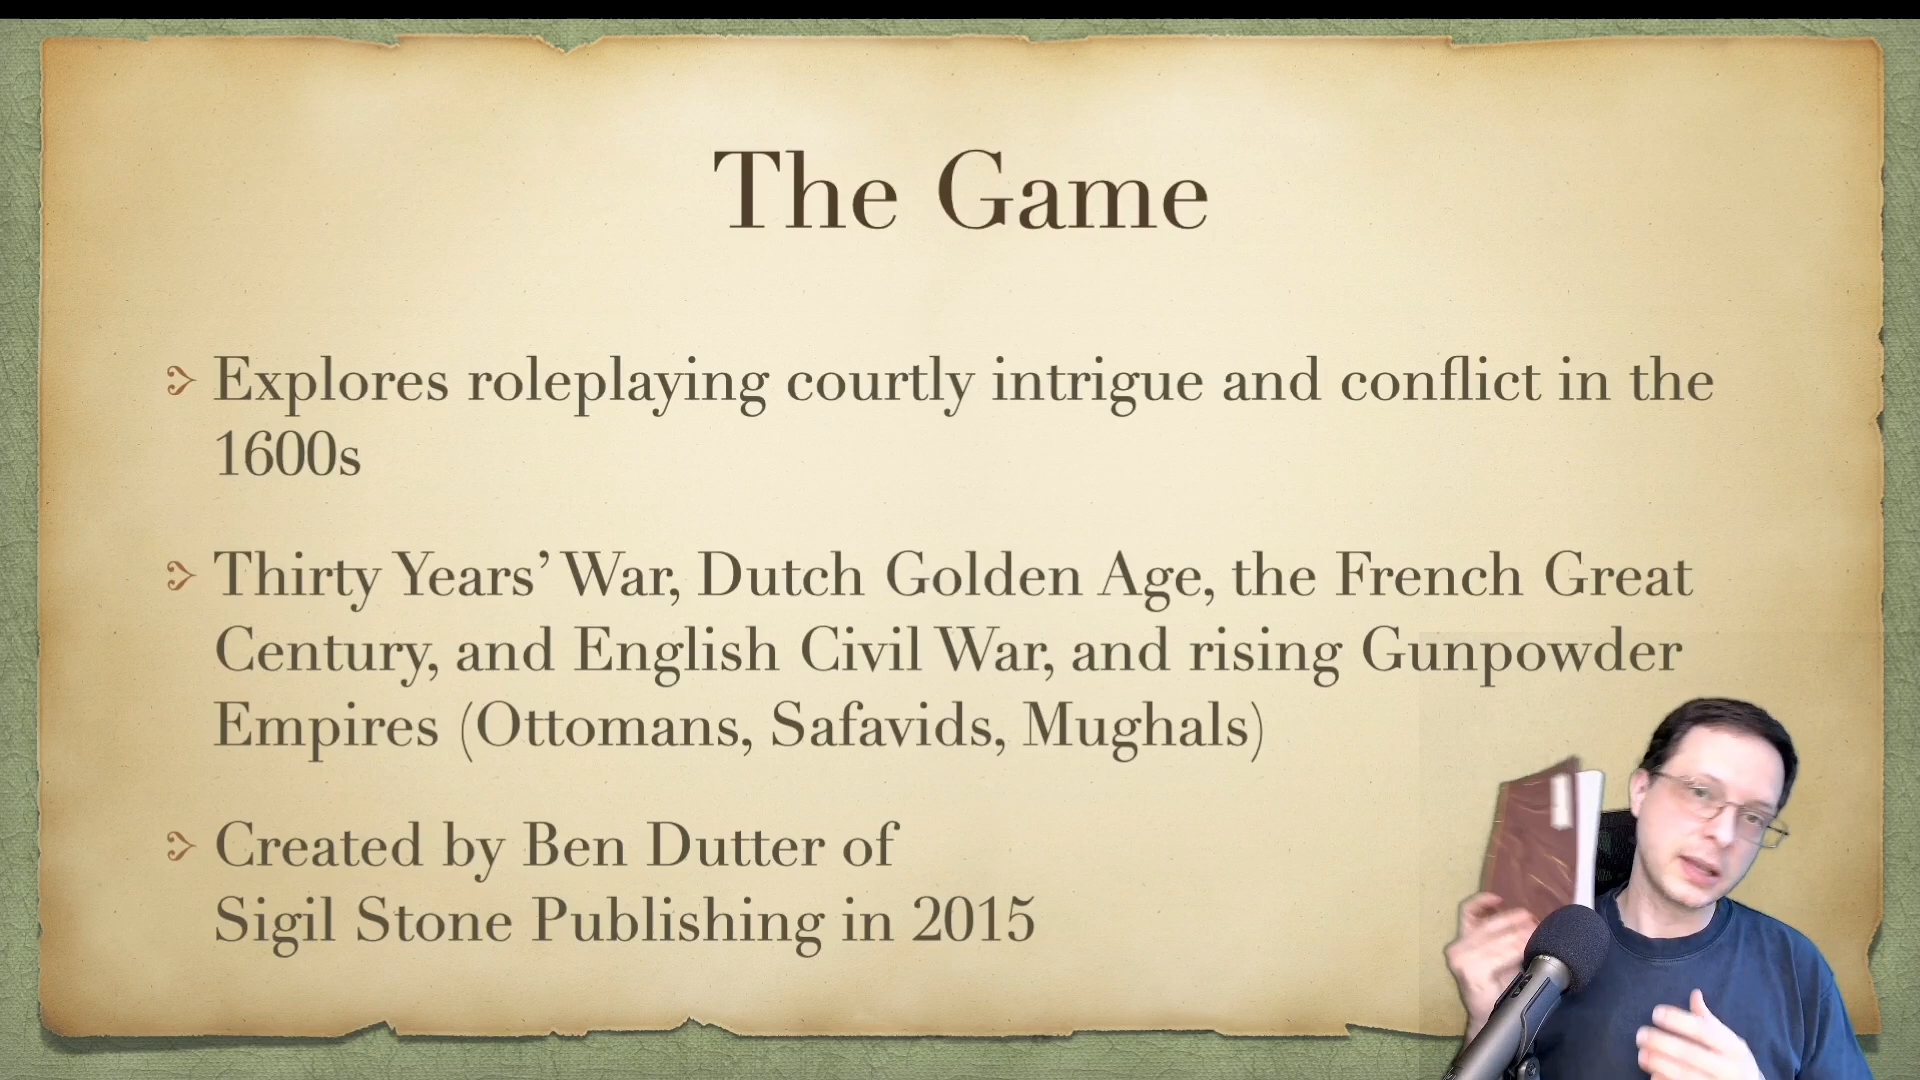 The Game
Explores roleplaying courtly intrigue and conflict in the
1600s
Thirty Years’ War, Dutch Golden Age, the French Great
Century, and English Civil War, and rising Gunpowder
Empires (Ottomans, Safavids, Mughals)
Created by Ben Dutter of
Sigil Stone Publishing in 2015